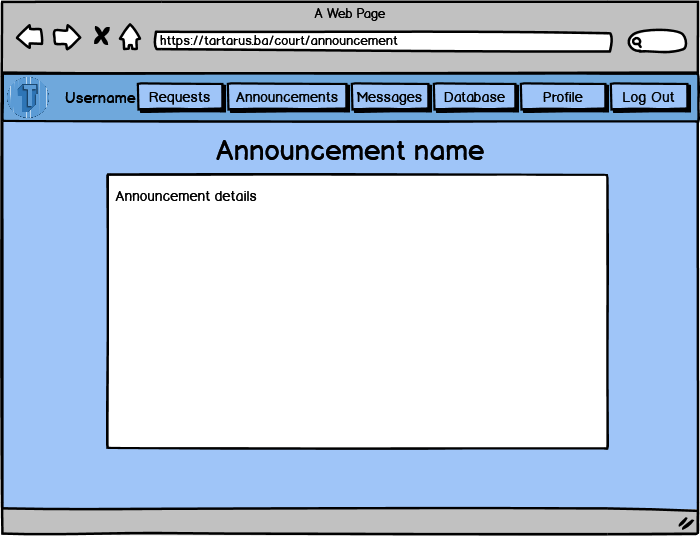 A Web Page
https://tartarus.ba/court/announcement
Username Requests Announcements Messages Database Profile Log Out
Announcement name
Announcement details